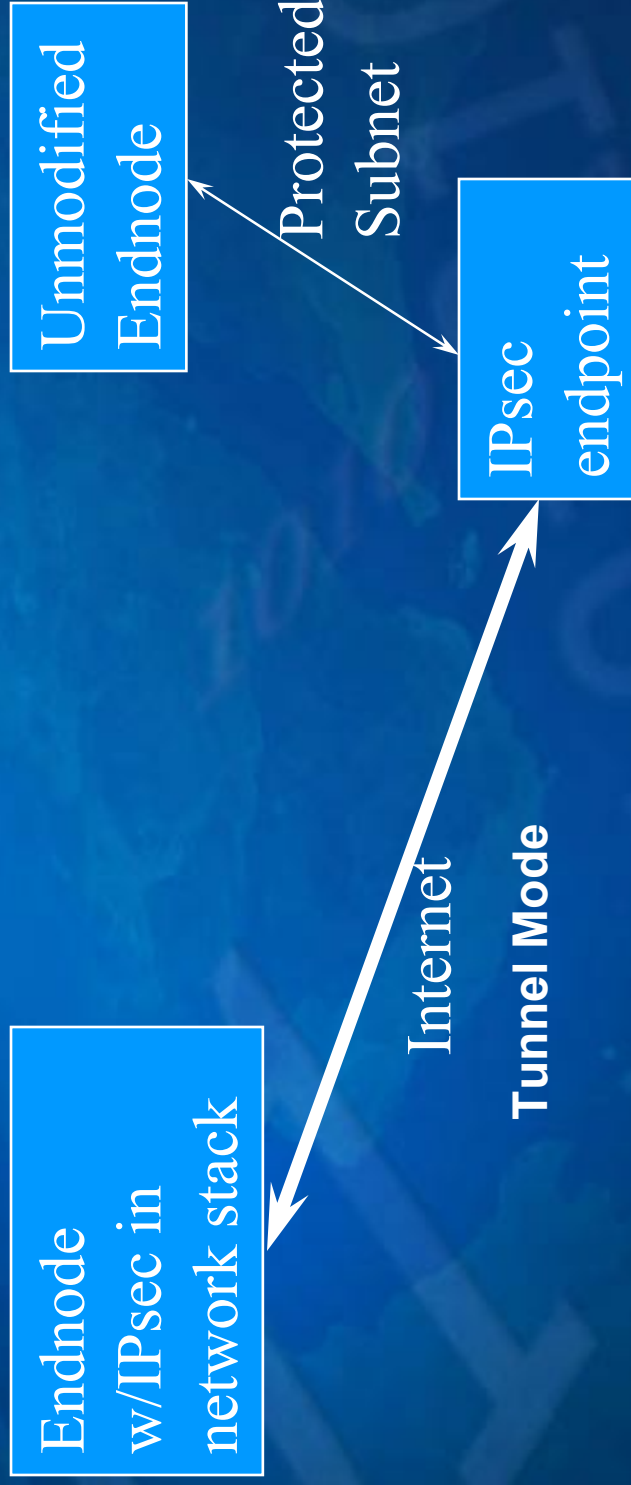 Endnode
w/IPsec in
network stack
Unmodified
Endnode
Internet
Protected
Subnet
Tunnel Mode
IPsec
endpoint